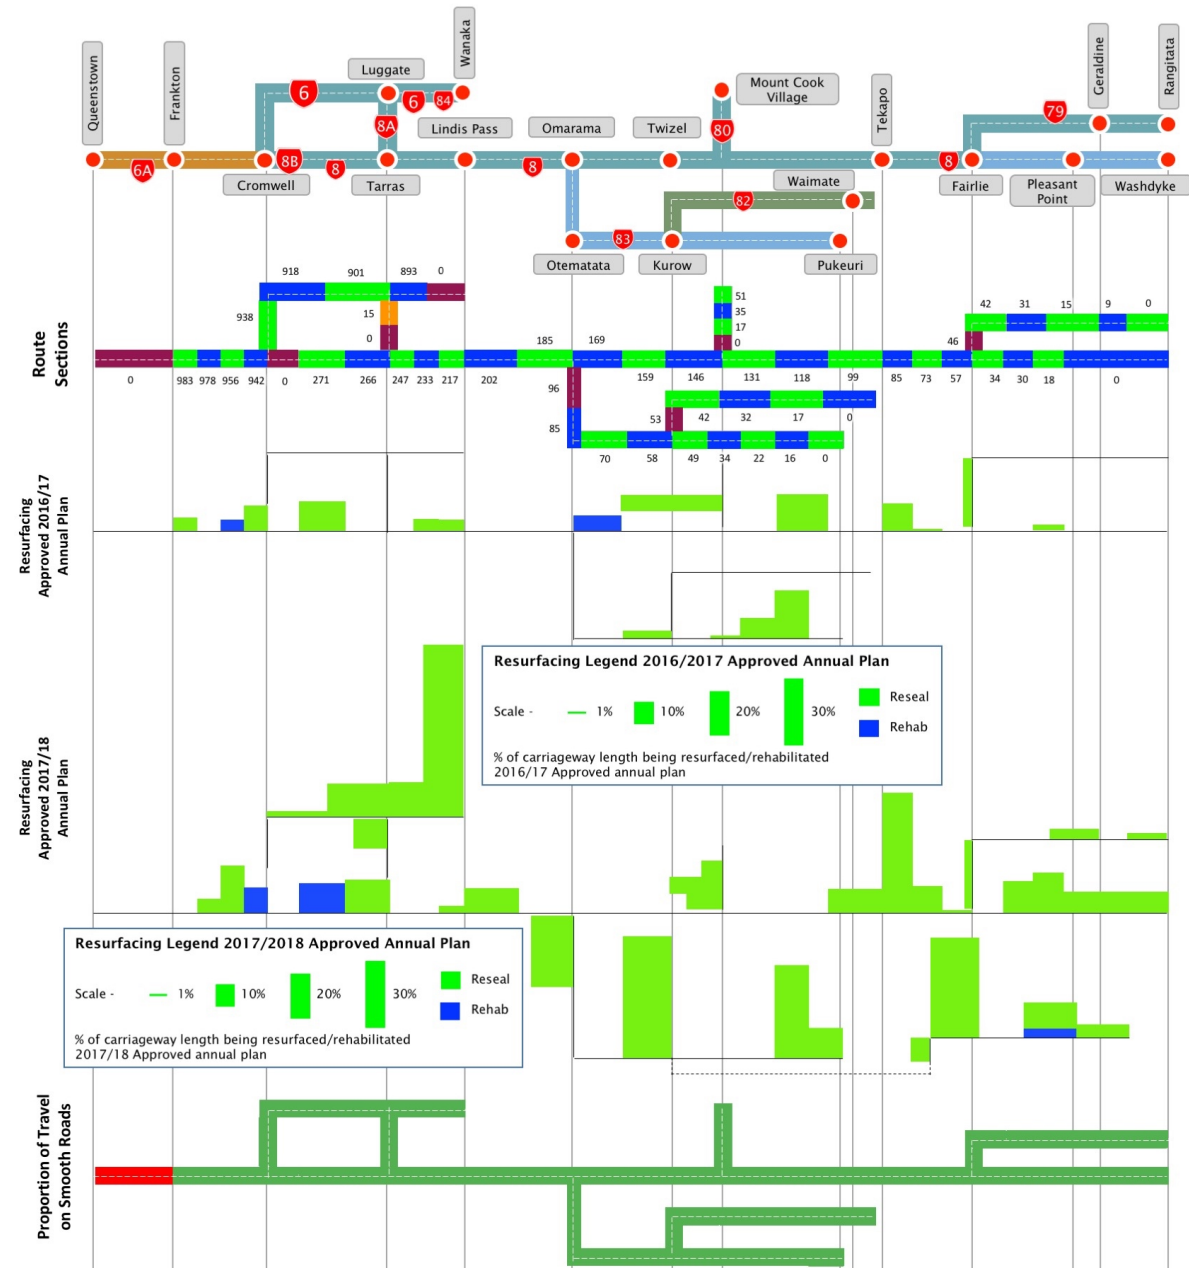 Queenstown
Frankton
Wanaka
Luggate
Geraldine
Rangitata
Mount Cook
Village
Tekapo
6
6
84
79
8A
Lindis Pass
Omarama
Twizel
80
6A
8B
8
8
8
Cromwell
Tarras
Fairlie
Pleasant
Point
Washdyke
Waimate
82
83
Otematata
Kurow
Pukeuri
Route
Sections
918 901 893 0
938
15
0
51
35
17
0
42 31 15 9 0
46
185 169
0 983 978 956 942 0 271 266 247 233 217 202
159 146 131 118 99 85 73 57 34 30 18 0
96
85
53
42 32 17 0
70 58 49 34 22 16 0
Resurfacing
Approved 2016/17
Annual Plan
Resurfacing Legend 2016/2017 Approved Annual Plan
Scale - 1% 10% 20% 30%
Reseal
Rehab
% of carriageway length being resurfaced/rehabilitated
2016/17 Approved annual plan
Resurfacing
Approved 2017/18
Annual Plan
Resurfacing Legend 2017/2018 Approved Annual Plan
Scale - 1% 10% 20% 30%
Reseal
Rehab
% of carriageway length being resurfaced/rehabilitated
2017/18 Approved annual plan
Proportion of Travel
on Smooth Roads